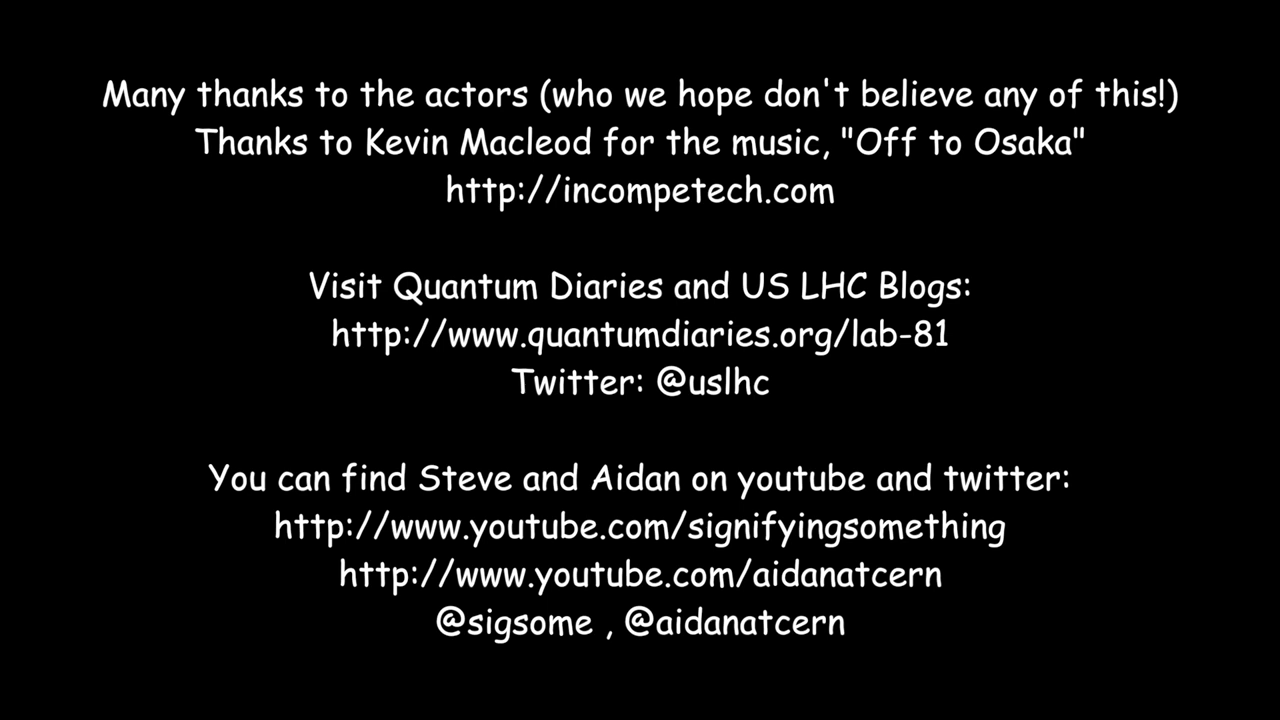 Many thanks to the actors (who we hope don't believe any of this!)
Thanks to Kevin Macleod for the music, "Off to Osaka"
http://incompetech.com
Visit Quantum Diaries and US LHC Blogs:
http://www.quantumdiaries.org/lab-81
Twitter: @uslhc
You can find Steve and Aidan on youtube and twitter:
http://www.youtube.com/signifyingsomething
http://www.youtube.com/aidanatcern
@sigsome , @aidanatcern